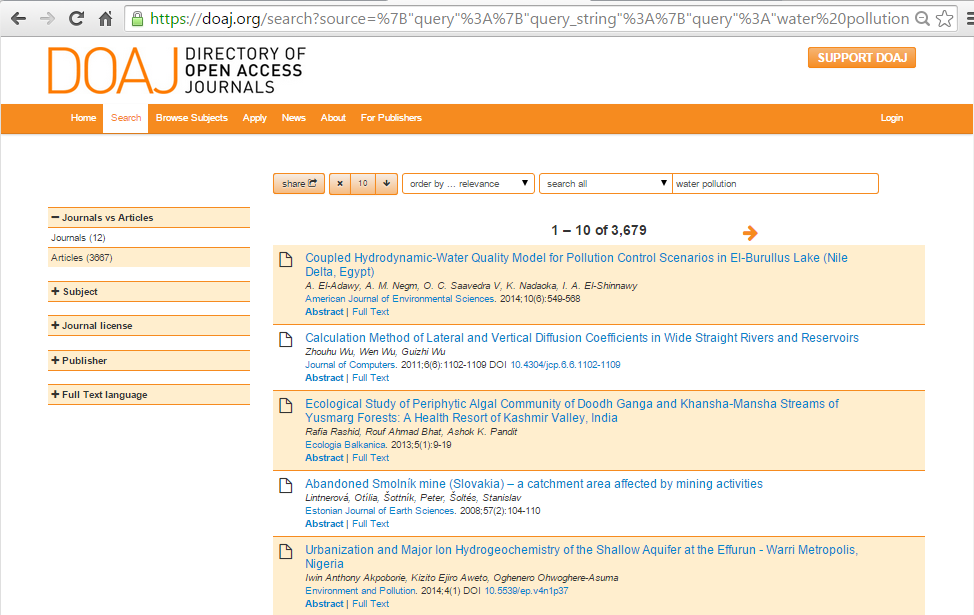 https://doaj.org/search?source=%7B"query"%3A%7B"query_string"%3A%7B"query"%3A"water%20pollution
DOAJ
DIRECTORY OF
OPEN ACCESS
JOURNALS
SUPPORT DOAJ
Home Search Browse Subjects Apply News About For Publishers Login
share 10 order by ... relevance search all water pollution
Journals vs Articles
Journals (12)
Articles (3667)
Subject
Journal license
Publisher
Full Text language
1 – 10 of 3,679
Coupled Hydrodynamic-Water Quality Model for Pollution Control Scenarios in El-Burullus Lake (Nile
Delta, Egypt)
A. El-Adawy, A. M. Negm, O. C. Saavedra V, K. Nadaoka, I. A. El-Shinnawy
American Journal of Environmental Sciences. 2014;10(6):549-568
Abstract | Full Text
Calculation Method of Lateral and Vertical Diffusion Coefficients in Wide Straight Rivers and Reservoirs
Zhouhu Wu, Wen Wu, Guizhi Wu
Journal of Computers. 2011;6(6):1102-1109 DOI 10.4304/jcp.6.6.1102-1109
Abstract | Full Text
Ecological Study of Periphytic Algal Community of Doodh Ganga and Khansha-Mansha Streams of
Yusmarg Forests: A Health Resort of Kashmir Valley, India
Rafia Rashid, Rouf Ahmad Bhat, Ashok K. Pandit
Ecologia Balkanica. 2013;5(1):9-19
Abstract | Full Text
Abandoned Smolník mine (Slovakia) – a catchment area affected by mining activities
Lintnerová, Otília, Šottník, Peter, Šoltés, Stanislav
Estonian Journal of Earth Sciences. 2008;57(2):104-110
Abstract | Full Text
Urbanization and Major Ion Hydrogeochemistry of the Shallow Aquifer at the Effurun - Warri Metropolis,
Nigeria
Iwin Anthony Akpoborie, Kizito Ejiro Aweto, Oghenero Ohwoghere-Asuma
Environment and Pollution. 2014;4(1) DOI 10.5539/ep.v4n1p37
Abstract | Full Text